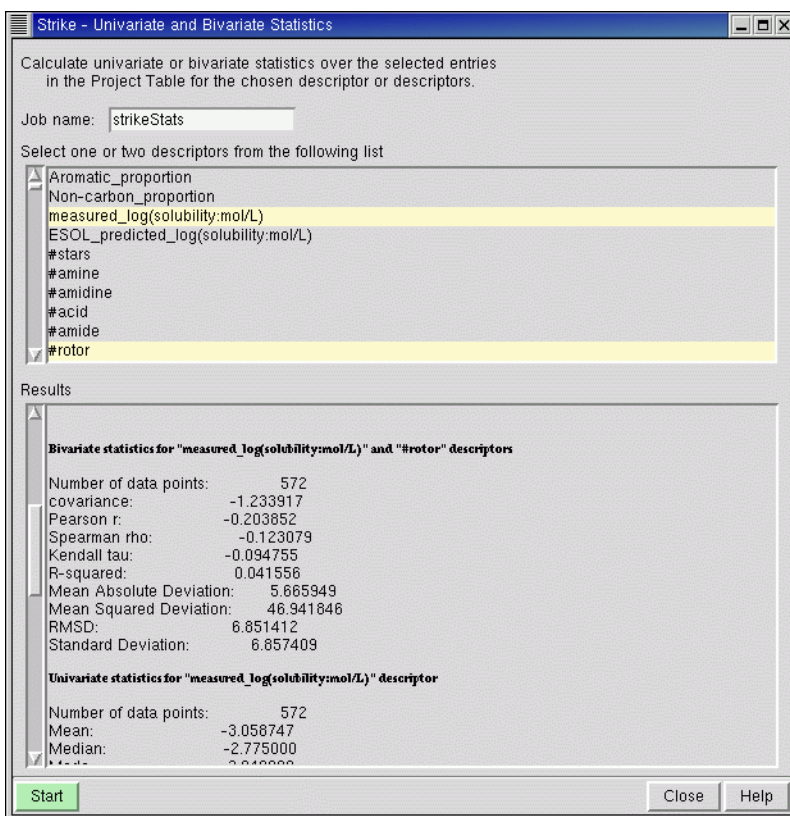 Strike - Univariate and Bivariate Statistics
Calculate univariate or bivariate statistics over the selected entries
in the Project Table for the chosen descriptor or descriptors.
Job name: strikeStats
Select one or two descriptors from the following list
Aromatic_proportion
Non-carbon_proportion
measured_log(solubility:mol/L)
ESOL_predicted_log(solubility:mol/L)
#stars
#amine
#amidine
#acid
#amide
#rotor
Results
Bivariate statistics for "measured_log(solubility:mol/L)" and "#rotor" descriptors
Number of data points: 572
covariance: -1.233917
Pearson r: -0.203852
Spearman rho: -0.123079
Kendall tau: -0.094755
R-squared: 0.041556
Mean Absolute Deviation: 5.665949
Mean Squared Deviation: 46.941846
RMSD: 6.851412
Standard Deviation: 6.857409
Univariate statistics for "measured_log(solubility:mol/L)" descriptor
Number of data points: 572
Mean: -3.058747
Median: -2.775000
Start Close Help